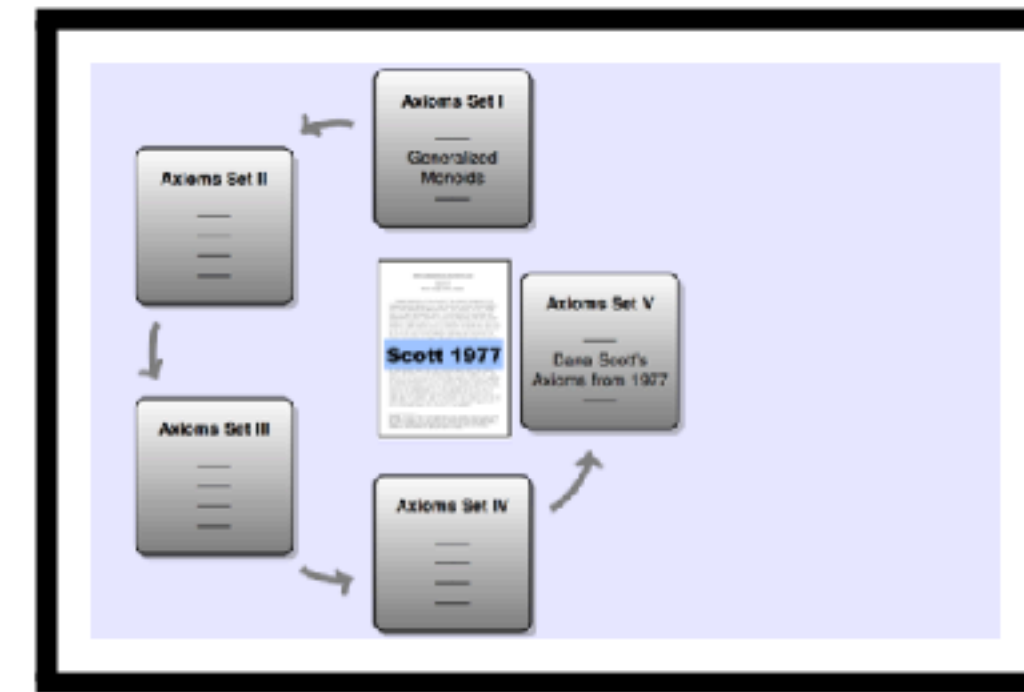 Axioms Set I
Generalized
Monoids
Axioms Set II
Scott 1977
Axioms Set V
Dana Scott's
Axioms from 1977
Axioms Set III
Axioms Set IV